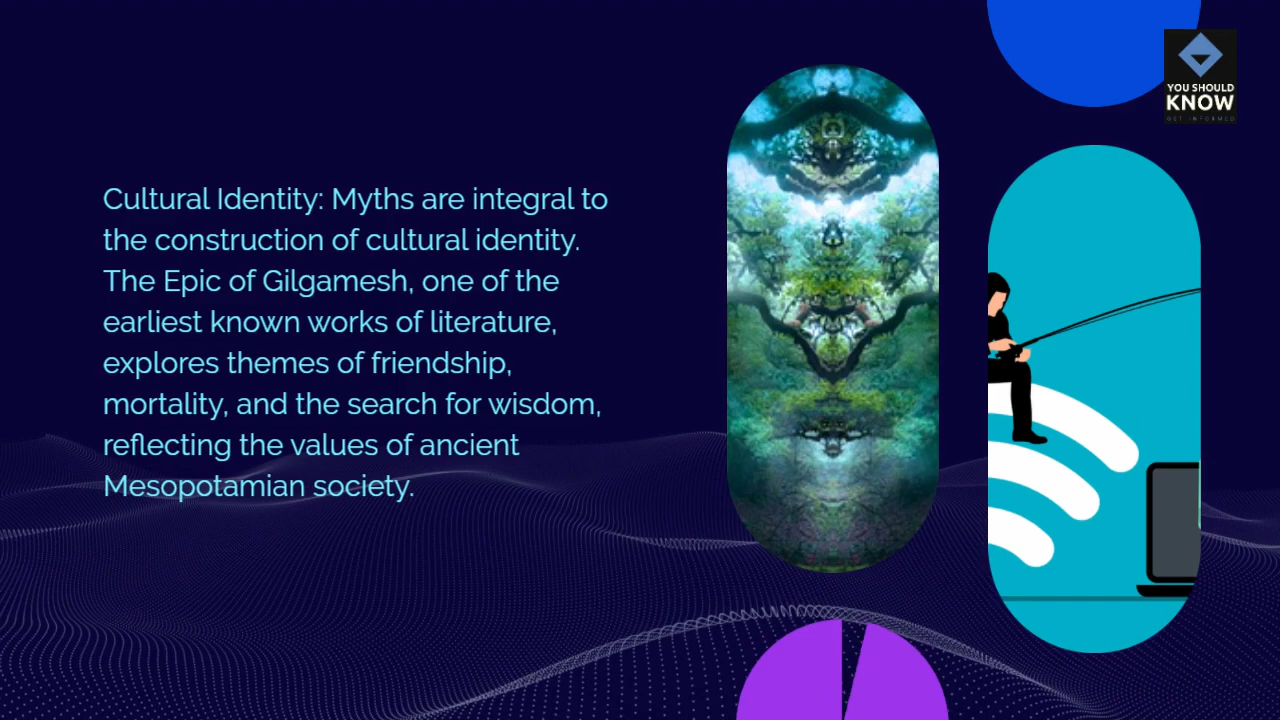 Cultural Identity: Myths are integral to
the construction of cultural identity.
The Epic of Gilgamesh, one of the
earliest known works of literature,
explores themes of friendship,
mortality, and the search for wisdom,
reflecting the values of ancient
Mesopotamian society.
YOU SHOULD
KNOW
GET INFORMED